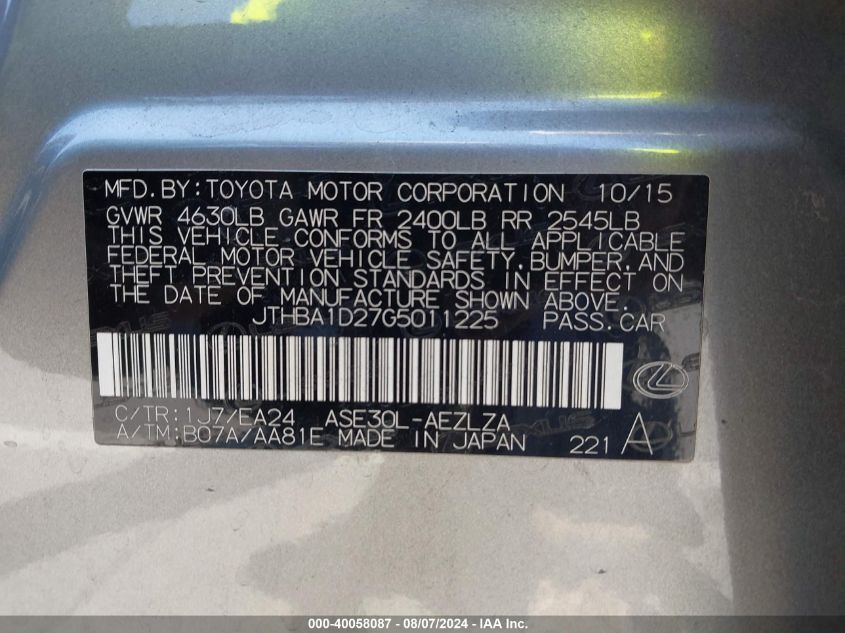 MFD.BY:TOYOTA MOTOR CORPORATION 10/15
GVWR 4630LB GAWR FR 2400LB RR 2545LB
THIS VEHICLE CONFORMS TO ALL APPLICABLE
FEDERAL MOTOR VEHICLE SAFETY,BUMPER,AND
THEFT PREVENTION STANDARDS IN EFFECT ON
THE DATE OF MANUFACTURE SHOWN ABOVE.
JTHBA1D27G5011225 PASS.CAR
C/TR:1J7/EA24 ASE30L-AEZLZA
A/TM:B07A/AA81E MADE IN JAPAN 221 A
000-40058087 - 08/07/2024 - IAA Inc.